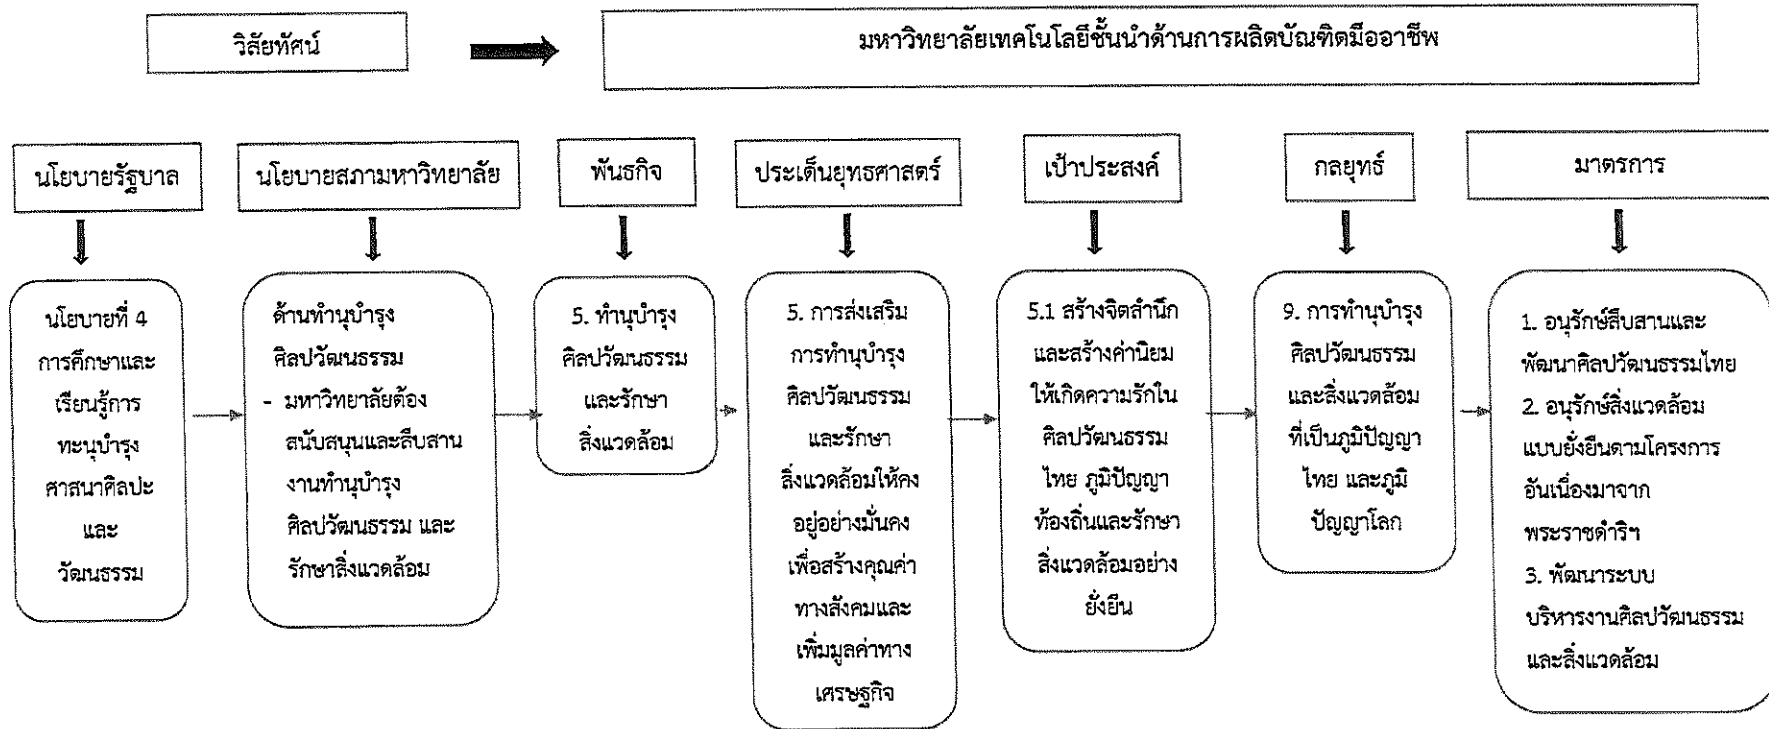 วิสัยทัศน์
มหาวิทยาลัยเทคโนโลยีชั้นนำด้านการผลิตบัณฑิตมืออาชีพ
นโยบายรัฐบาล
นโยบายสภามหาวิทยาลัย
พันธกิจ
ประเด็นยุทธศาสตร์
เป้าประสงค์
กลยุทธ์
มาตรการ
นโยบายที่ 4
การศึกษาและ
เรียนรู้การ
ทะนุบำรุง
ศาสนาศิลปะ
และ
วัฒนธรรม
ด้านทำนุบำรุง
ศิลปวัฒนธรรม
- มหาวิทยาลัยต้อง
สนับสนุนและสืบสาน
งานทำนุบำรุง
ศิลปวัฒนธรรม และ
รักษาสิ่งแวดล้อม
5. ทำนุบำรุง
ศิลปวัฒนธรรม
และรักษา
สิ่งแวดล้อม
5. การส่งเสริม
การทำนุบำรุง
ศิลปวัฒนธรรม
และรักษา
สิ่งแวดล้อมให้คง
อยู่อย่างมั่นคง
เพื่อสร้างคุณค่า
ทางสังคมและ
เพิ่มมูลค่าทาง
เศรษฐกิจ
5.1 สร้างจิตสำนึก
และสร้างค่านิยม
ให้เกิดความรักใน
ศิลปวัฒนธรรม
ไทย ภูมิปัญญา
ท้องถิ่นและรักษา
สิ่งแวดล้อมอย่าง
ยั่งยืน
9. การทำนุบำรุง
ศิลปวัฒนธรรม
และสิ่งแวดล้อม
ที่เป็นภูมิปัญญา
ไทย และภูมิ
ปัญญาโลก
1. อนุรักษ์สืบสานและ
พัฒนาศิลปวัฒนธรรมไทย
2. อนุรักษ์สิ่งแวดล้อม
แบบยั่งยืนตามโครงการ
อันเนื่องมาจาก
พระราชดำริฯ
3. พัฒนาระบบ
บริหารงานศิลปวัฒนธรรม
และสิ่งแวดล้อม